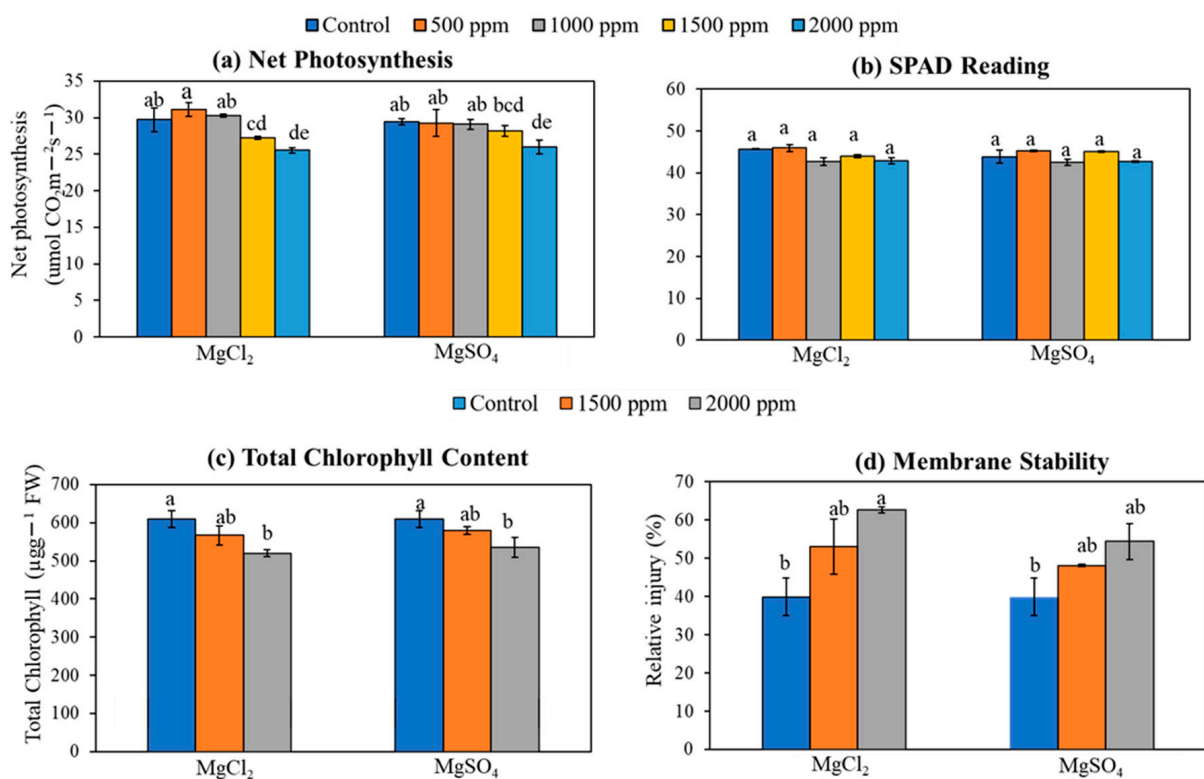 Control 500 ppm 1000 ppm 1500 ppm 2000 ppm
(a) Net Photosynthesis
Net photosynthesis
(umol CO₂m−²s−¹)
35
30
25
20
15
10
5
0
ab a ab cd de
ab ab ab bcd de
MgCl₂ MgSO₄
(b) SPAD Reading
60
50
40
30
20
10
0
a a a a a
a a a a a
MgCl₂ MgSO₄
Control 1500 ppm 2000 ppm
(c) Total Chlorophyll Content
Total Chlorophyll (µgg−¹ FW)
700
600
500
400
300
200
100
0
a ab b
a ab b
MgCl₂ MgSO₄
(d) Membrane Stability
Relative injury (%)
70
60
50
40
30
20
10
0
b ab a
b ab ab
MgCl₂ MgSO₄